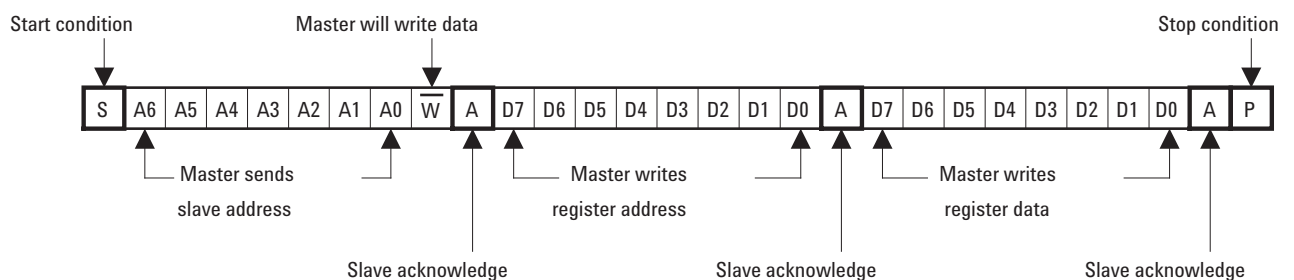 Start condition Master will write data Stop condition
S A6 A5 A4 A3 A2 A1 A0 W̅ A D7 D6 D5 D4 D3 D2 D1 D0 A D7 D6 D5 D4 D3 D2 D1 D0 A P
Master sends Master writes Master writes
slave address register address register data
Slave acknowledge Slave acknowledge Slave acknowledge